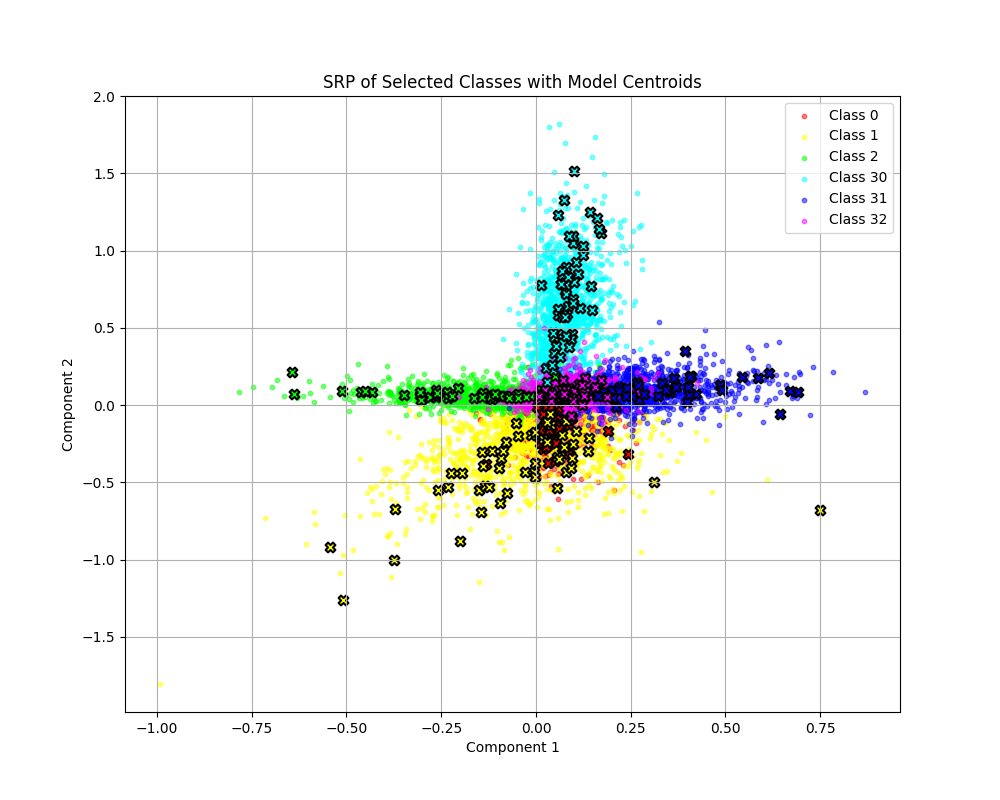 SRP of Selected Classes with Model Centroids
2.0
1.5
1.0
0.5
0.0
−0.5
−1.0
−1.5
Component 2
Class 0
Class 1
Class 2
Class 30
Class 31
Class 32
−1.00 −0.75 −0.50 −0.25 0.00 0.25 0.50 0.75
Component 1